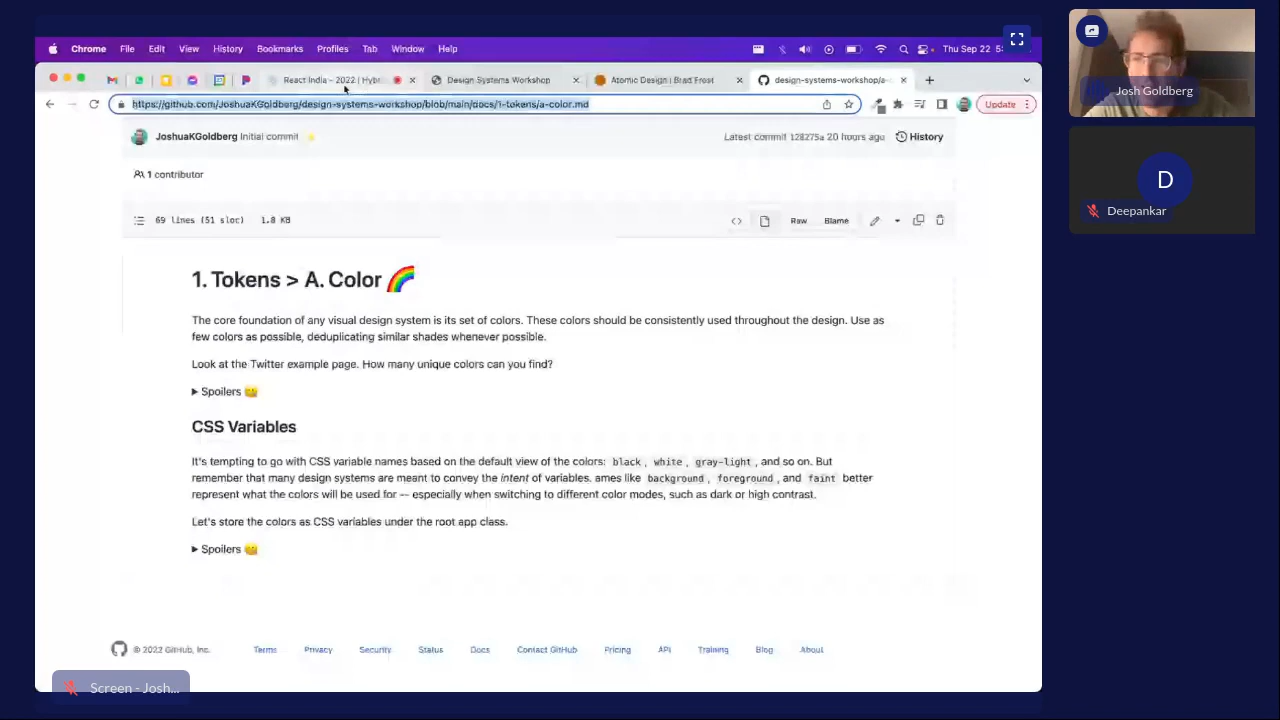 Chrome File Edit View History Bookmarks Profiles Tab Window Help Thu Sep 22 5:
React India - 2022 | Hybri
Design Systems Workshop
Atomic Design | Brad Frost
design-systems-workshop/a-c
https://github.com/JoshuaKGoldberg/design-systems-workshop/blob/main/docs/1-tokens/a-color.md
Update
JoshuaKGoldberg Initial commit
Latest commit 128275a 20 hours ago
History
1 contributor
69 lines (51 sloc) 1.8 KB
Raw Blame
1. Tokens > A. Color
The core foundation of any visual design system is its set of colors. These colors should be consistently used throughout the design. Use as
few colors as possible, deduplicating similar shades whenever possible.
Look at the Twitter example page. How many unique colors can you find?
Spoilers
CSS Variables
It's tempting to go with CSS variable names based on the default view of the colors: black, white, gray-light, and so on. But
remember that many design systems are meant to convey the intent of variables. ames like background, foreground, and faint better
represent what the colors will be used for -- especially when switching to different color modes, such as dark or high contrast.
Let's store the colors as CSS variables under the root app class.
Spoilers
© 2022 GitHub, Inc. Terms Privacy Security Status Docs Contact GitHub Pricing API Training Blog About
Screen - Josh...
Josh Goldberg
D
Deepankar